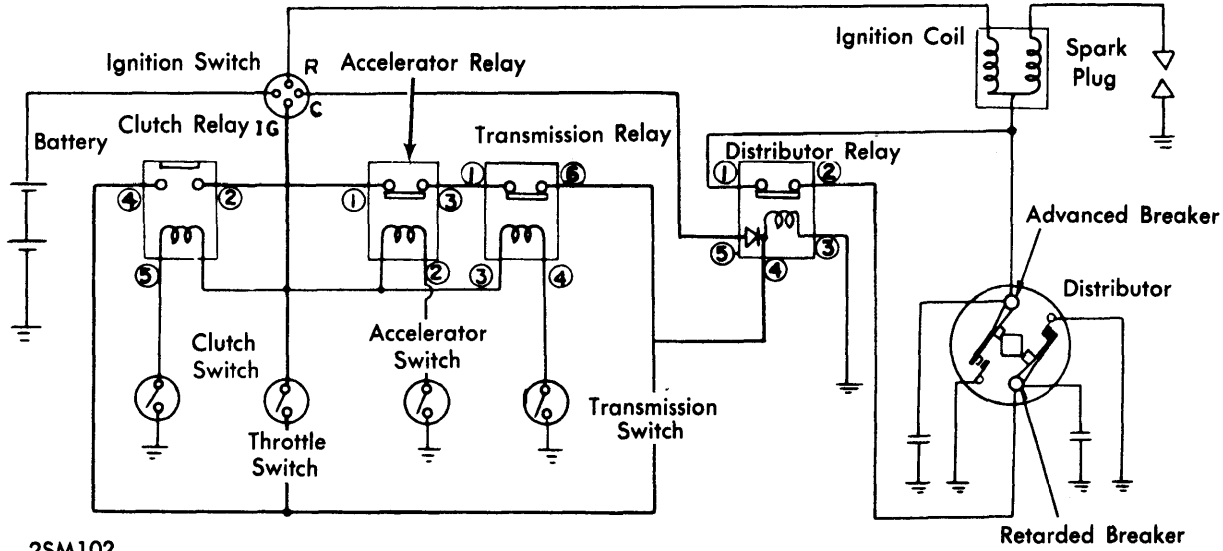 Ignition Switch
R
Accelerator Relay
Ignition Coil
Spark
Plug
C
Battery
Clutch Relay
IG
Transmission Relay
Distributor Relay
4
2
1
3
1
6
1
2
5
2
3
4
5
4
3
Advanced Breaker
Distributor
Clutch
Switch
Accelerator
Switch
Throttle
Switch
Transmission
Switch
Retarded Breaker
2SM102